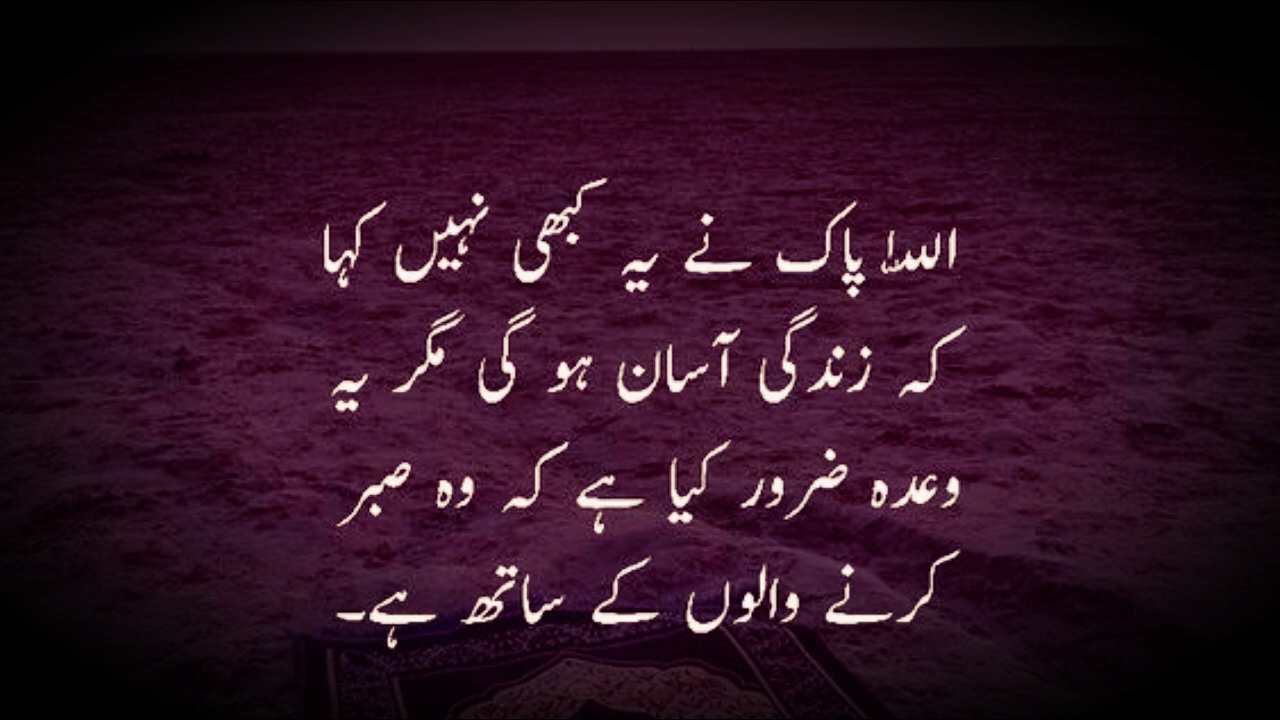 اللہ پاک نے یہ کبھی نہیں کہا
کہ زندگی آسان ہو گی مگر یہ
وعدہ ضرور کیا ہے کہ وہ صبر
کرنے والوں کے ساتھ ہے۔